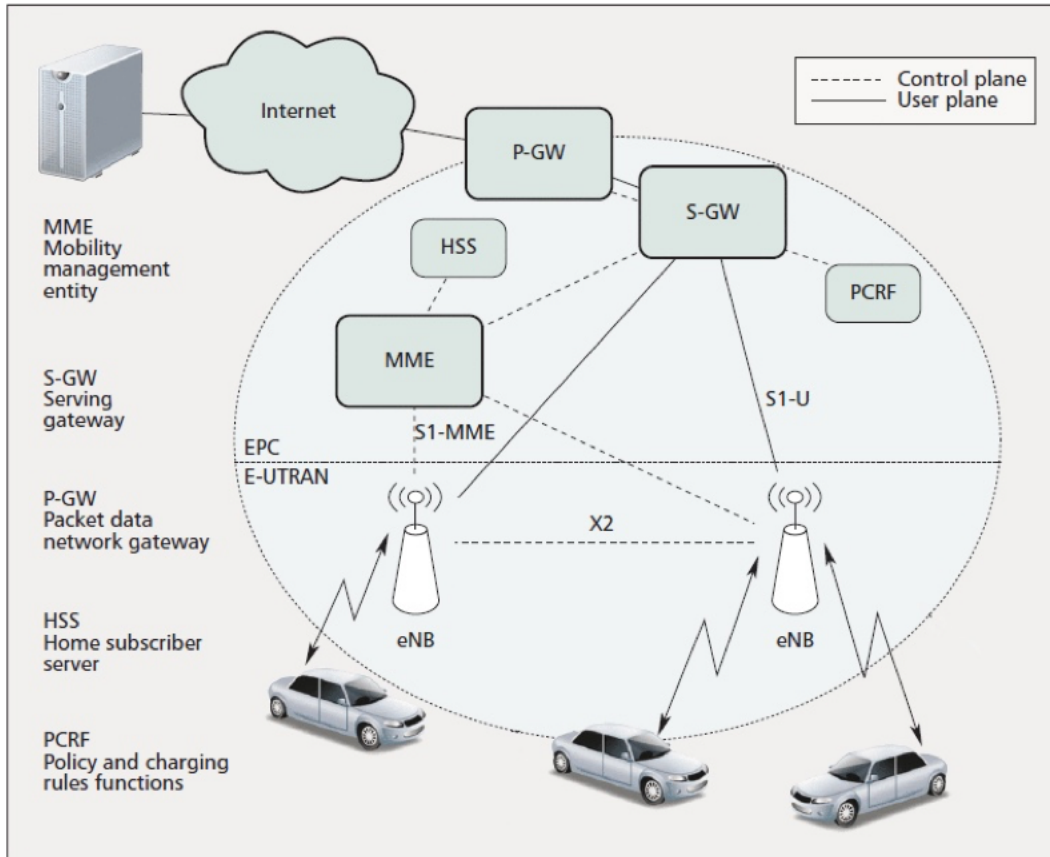 Control plane
User plane
Internet
P-GW
S-GW
HSS
PCRF
MME
MME
Mobility
management
entity
S-GW
Serving
gateway
S1-U
S1-MME
EPC
E-UTRAN
P-GW
Packet data
network gateway
X2
HSS
Home subscriber
server
eNB
eNB
PCRF
Policy and charging
rules functions